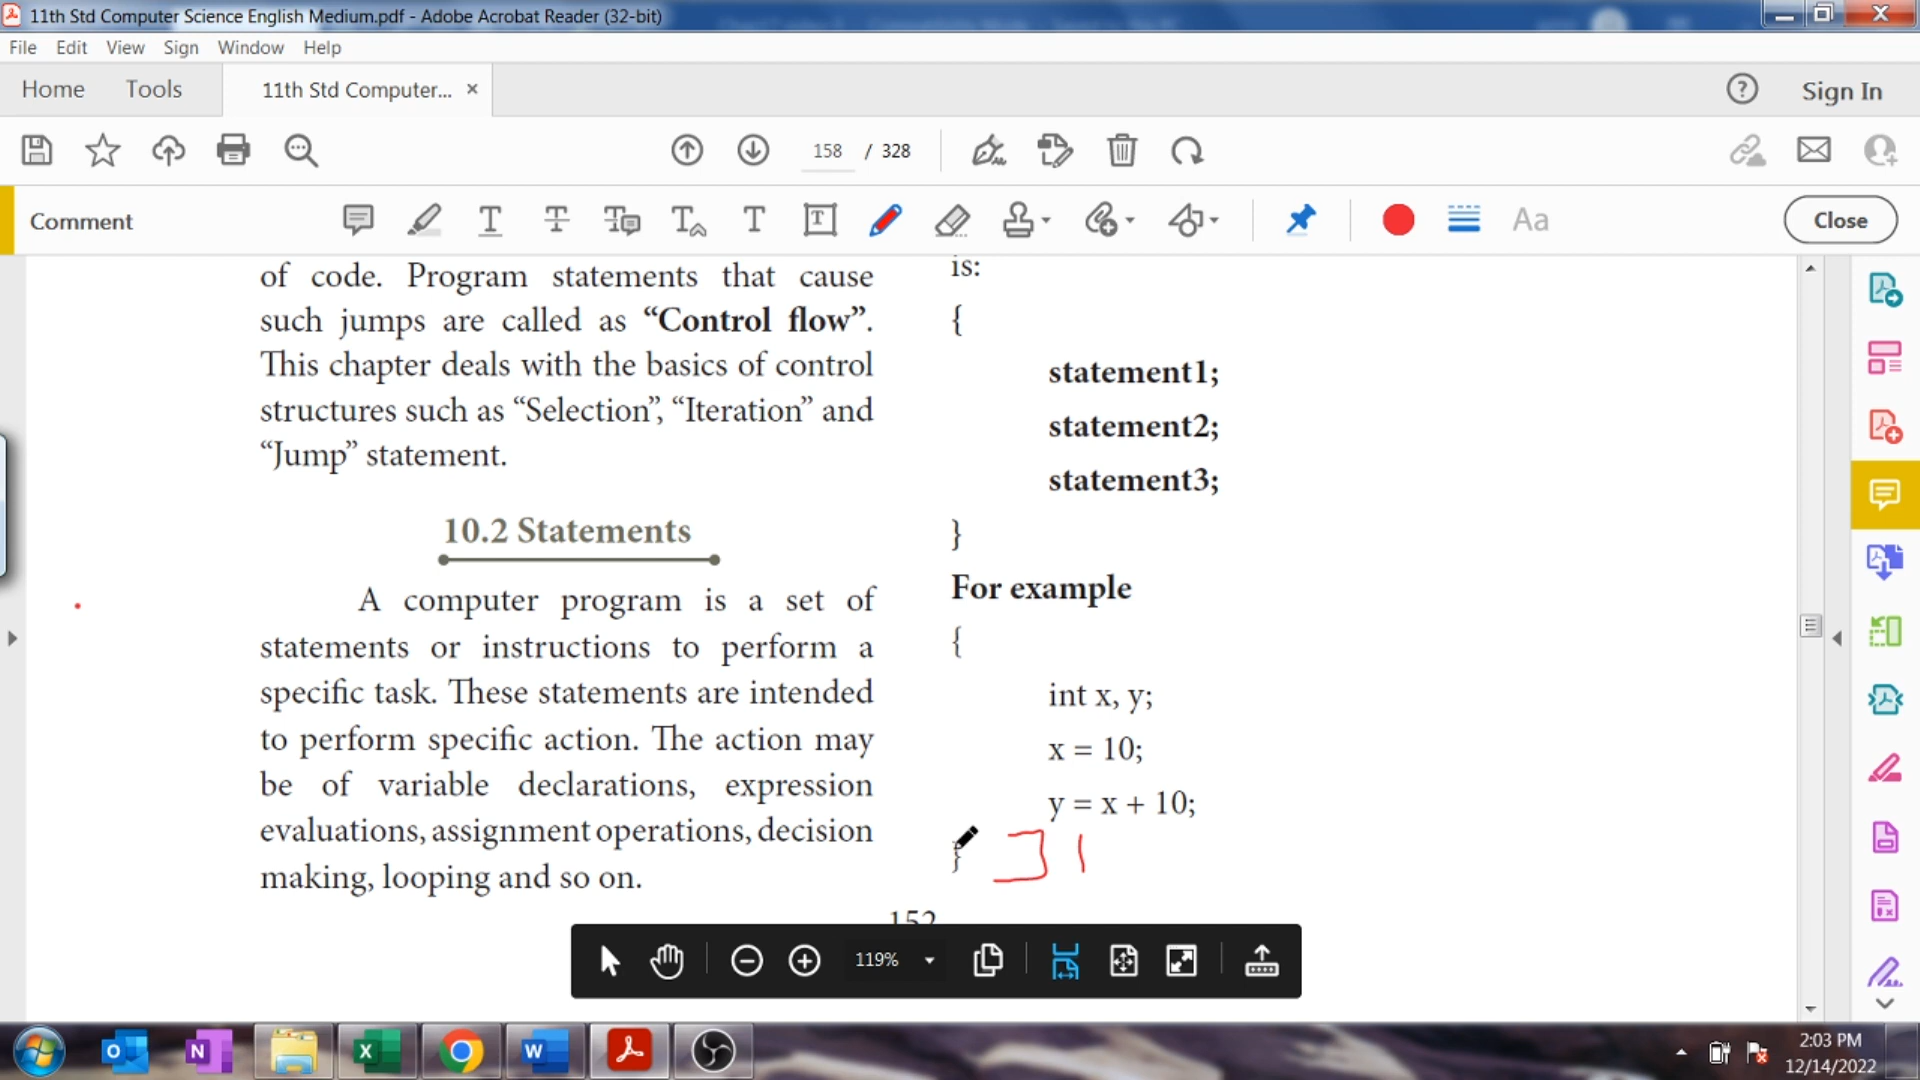 11th Std Computer Science English Medium.pdf - Adobe Acrobat Reader (32-bit)
File Edit View Sign Window Help
Home Tools 11th Std Computer... × Sign In
158 / 328
Comment Aa Close
of code. Program statements that cause
such jumps are called as “Control flow”.
This chapter deals with the basics of control
structures such as “Selection”, “Iteration” and
“Jump” statement.
10.2 Statements
A computer program is a set of
statements or instructions to perform a
specific task. These statements are intended
to perform specific action. The action may
be of variable declarations, expression
evaluations, assignment operations, decision
making, looping and so on.
is:
{
statement1;
statement2;
statement3;
}
For example
{
int x, y;
x = 10;
y = x + 10;
}
152
119%
2:03 PM
12/14/2022